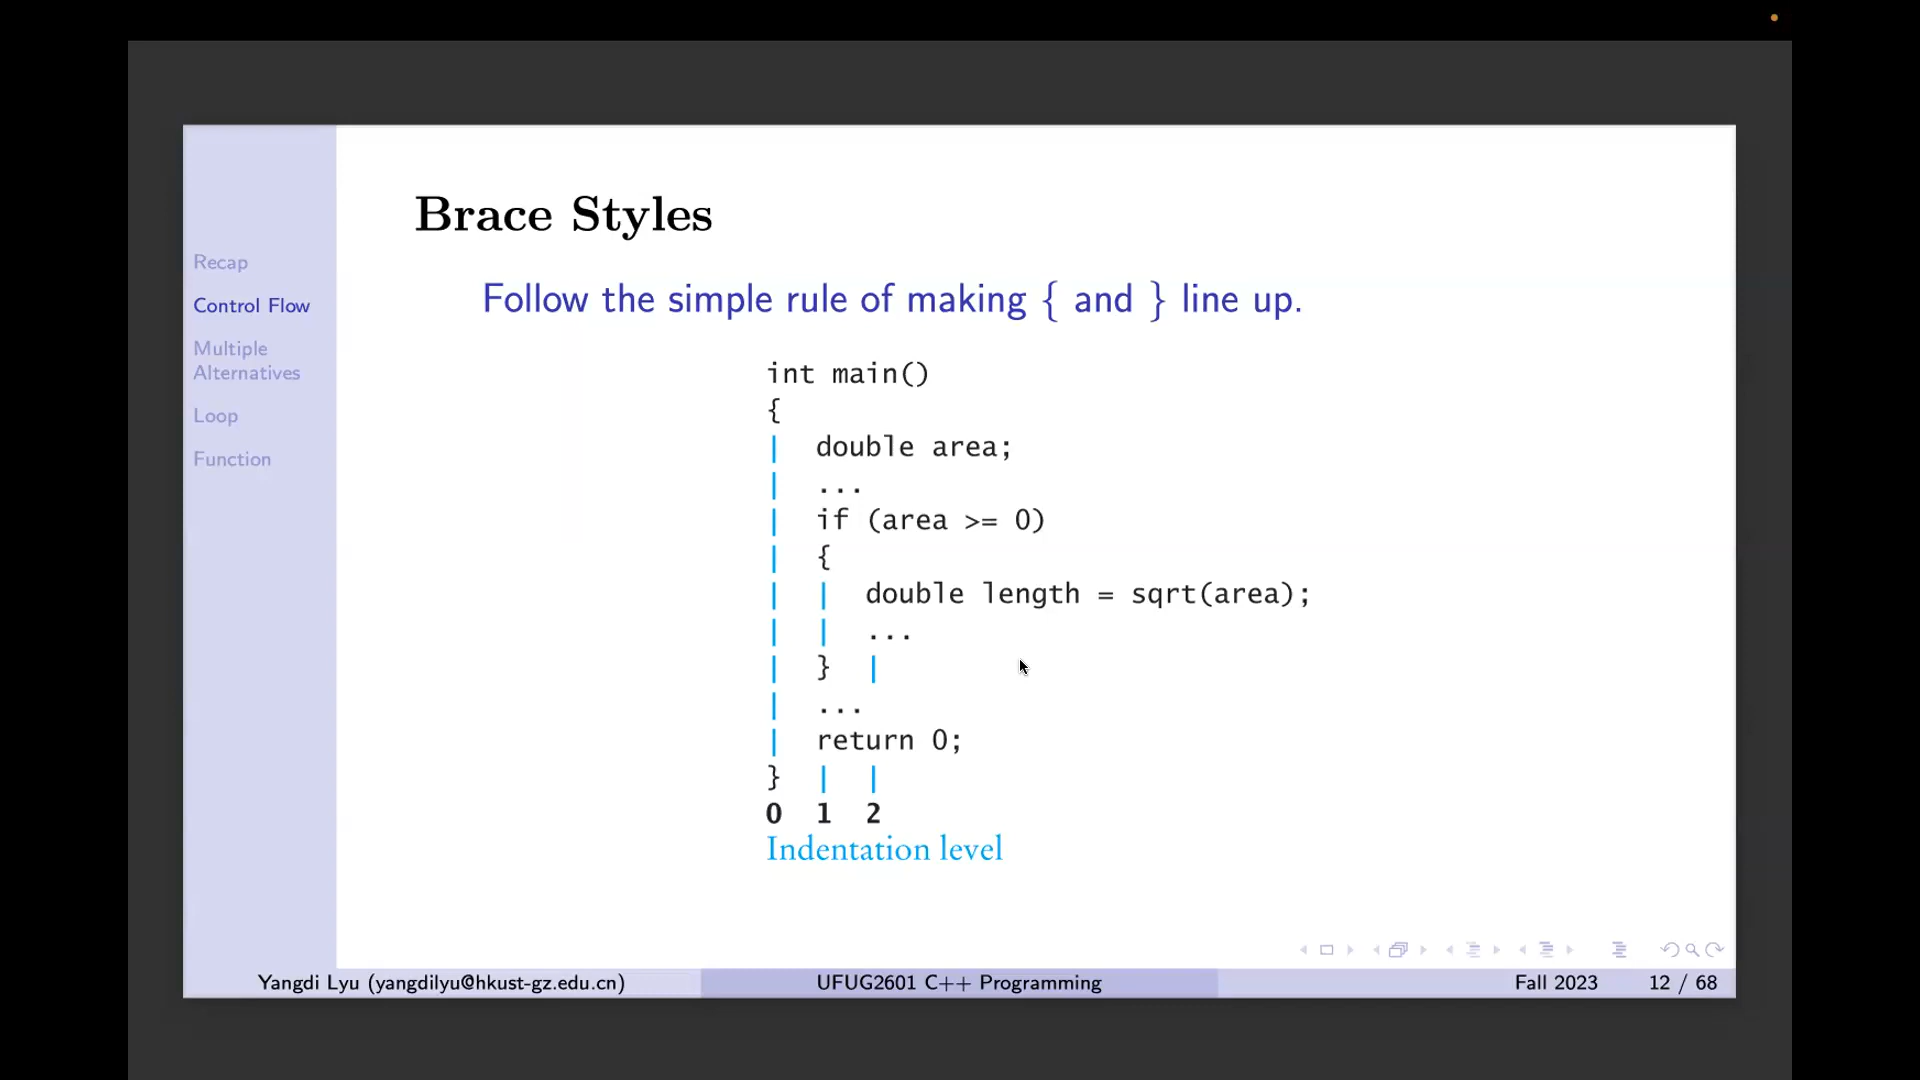 Brace Styles
Recap
Control Flow
Multiple
Alternatives
Loop
Function
Follow the simple rule of making { and } line up.
int main()
{
double area;
...
if (area >= 0)
{
double length = sqrt(area);
...
}
...
return 0;
}
0 1 2
Indentation level
Yangdi Lyu (yangdilyu@hkust-gz.edu.cn) UFUG2601 C++ Programming Fall 2023 12 / 68